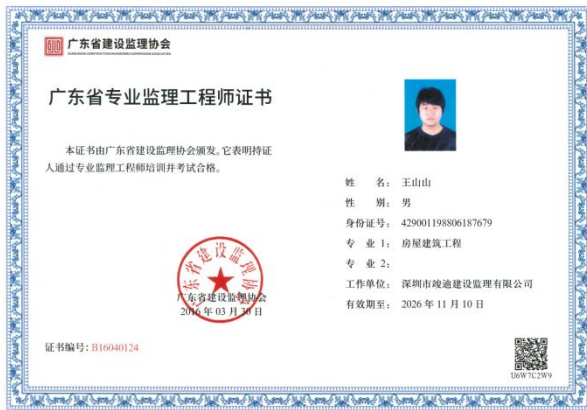 广东省建设监理协会
广东省专业监理工程师证书
本证书由广东省建设监理协会颁发。它表明持证
人通过专业监理工程师培训并考试合格。
广东省建设监理协会
广东省建设监理协会
2016 年 03 月 30 日
证书编号：B16040124
姓 名：王山山
性 别：男
身份证号：429001198806187679
专 业 1：房屋建筑工程
专 业 2：
工作单位：深圳市竣迪建设监理有限公司
有效期至：2026 年 11 月 10 日
U6W7C2W9